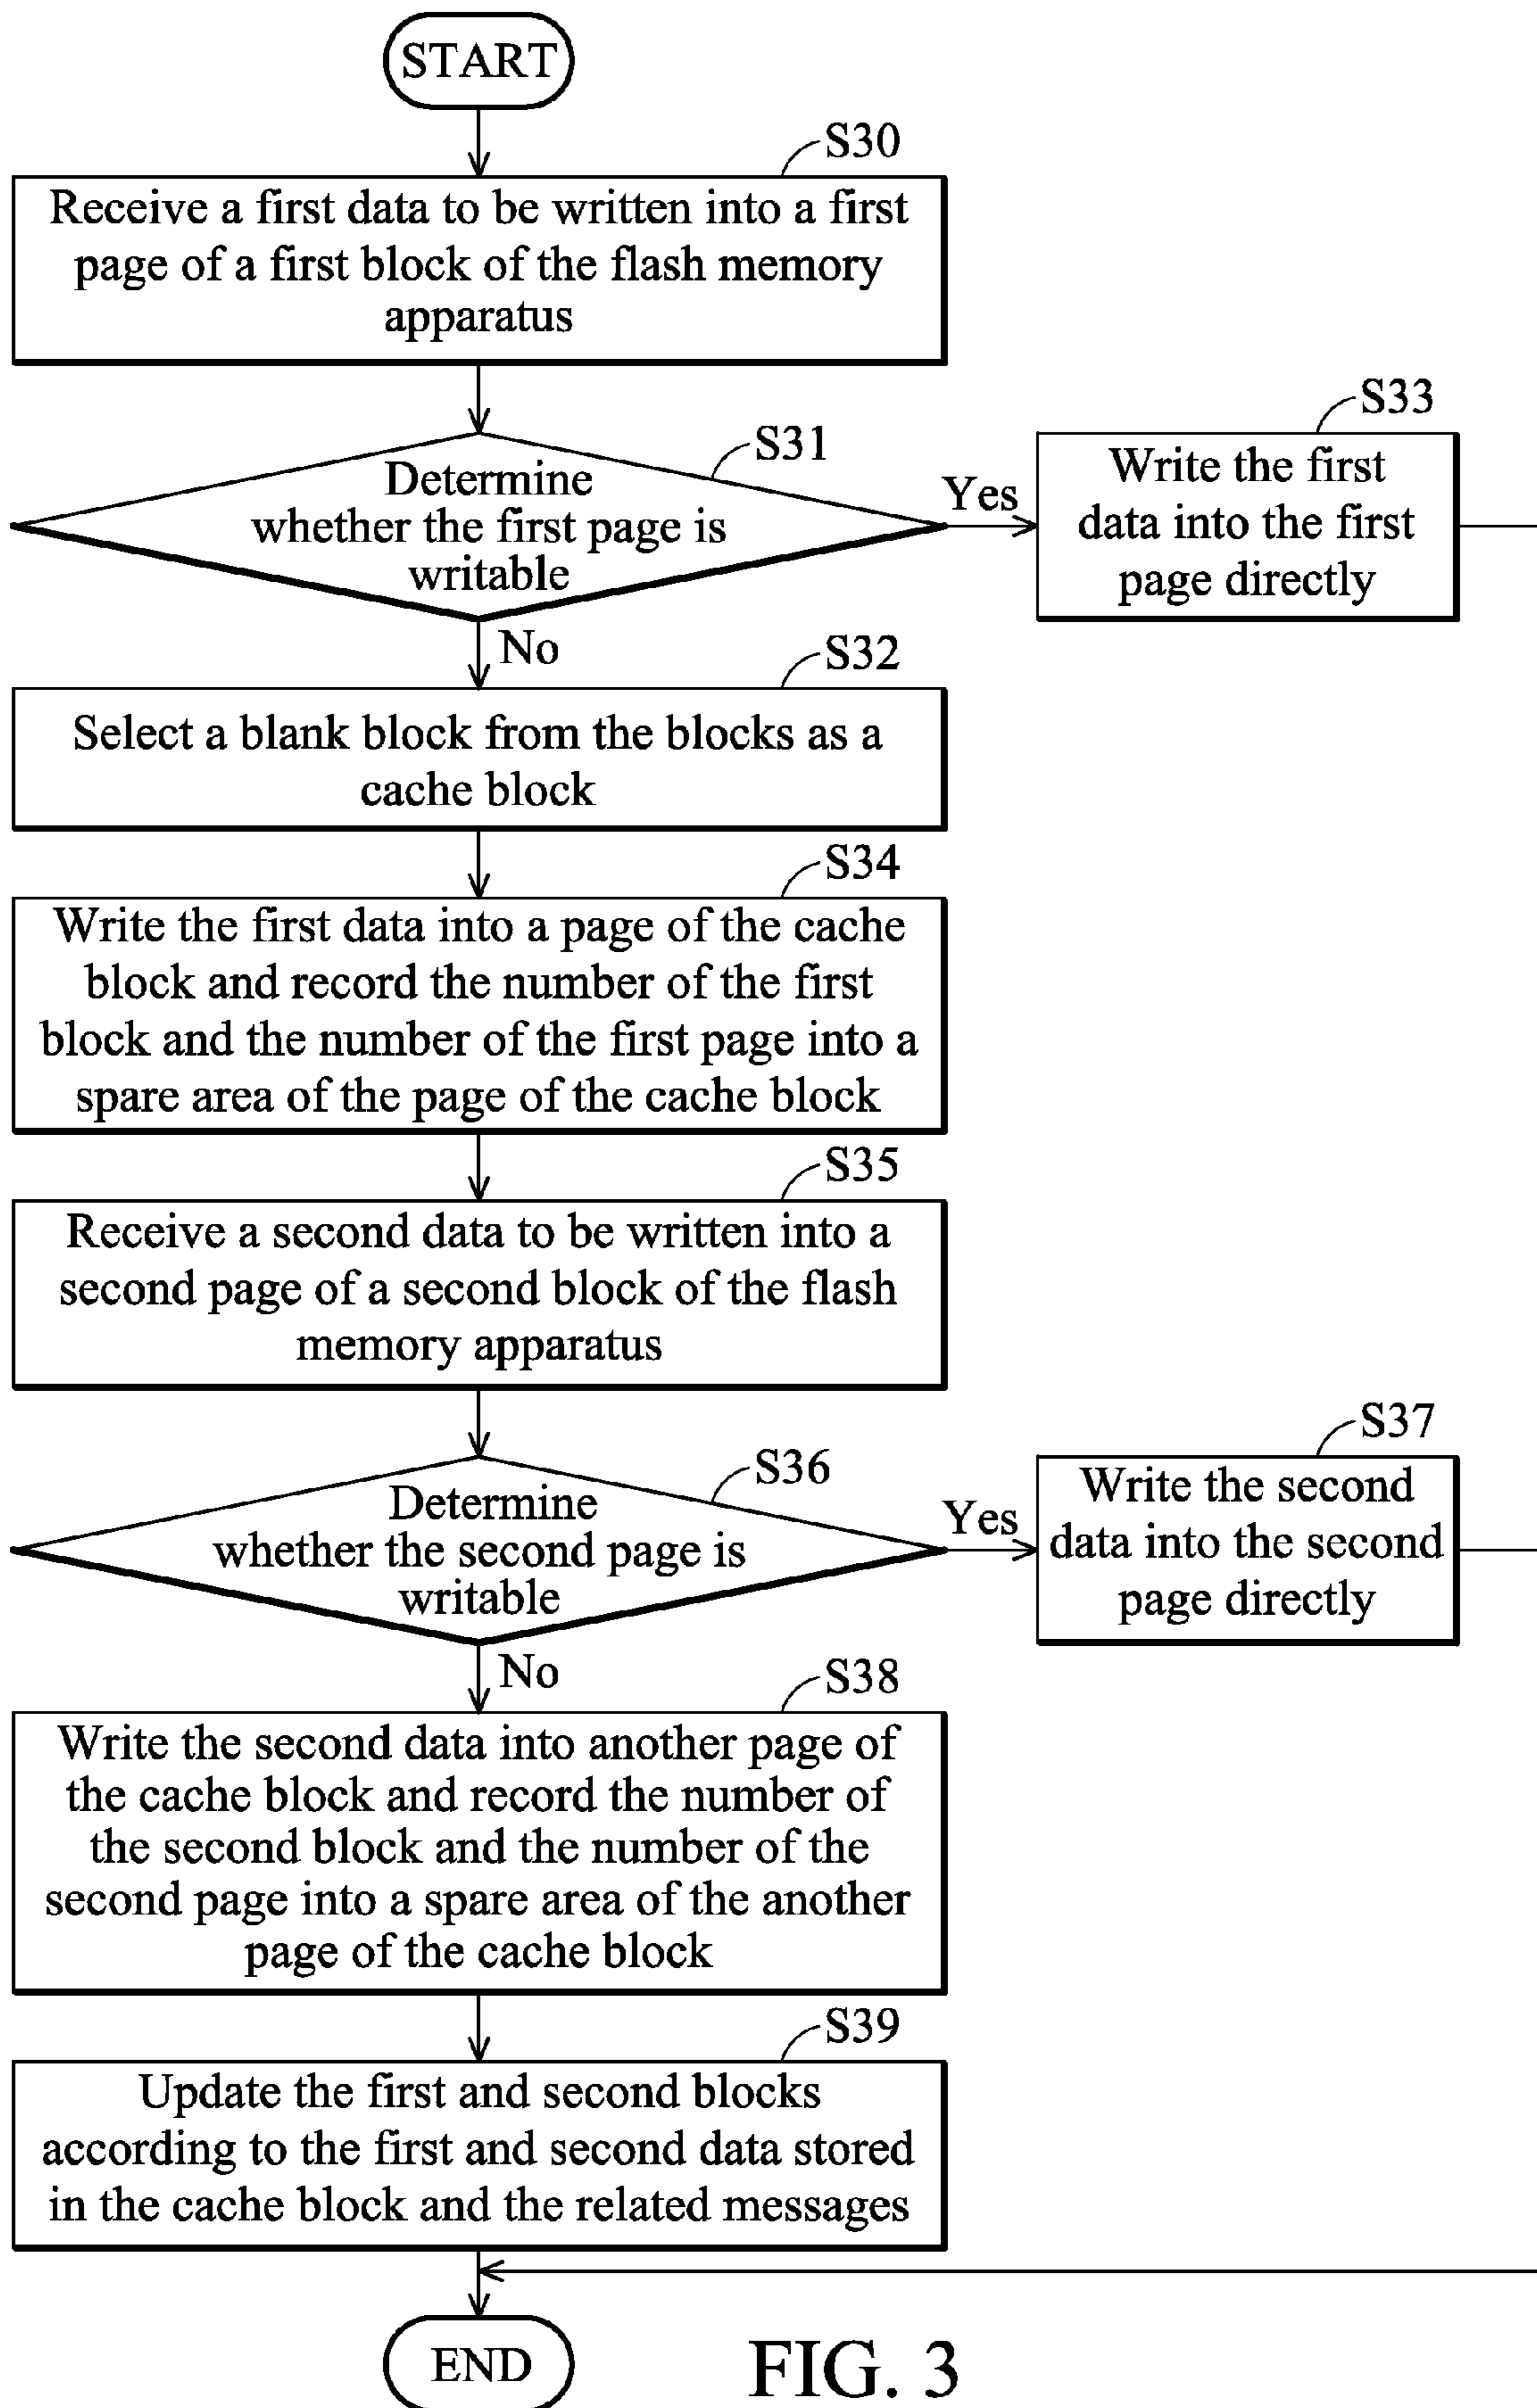 START
S30
Receive a first data to be written into a first
page of a first block of the flash memory
apparatus
S31
Determine
whether the first page is
writable
Yes
S33
Write the first
data into the first
page directly
No
S32
Select a blank block from the blocks as a
cache block
S34
Write the first data into a page of the cache
block and record the number of the first
block and the number of the first page into a
spare area of the page of the cache block
S35
Receive a second data to be written into a
second page of a second block of the flash
memory apparatus
S36
Determine
whether the second page is
writable
Yes
S37
Write the second
data into the second
page directly
No
S38
Write the second data into another page of
the cache block and record the number of
the second block and the number of the
second page into a spare area of the another
page of the cache block
S39
Update the first and second blocks
according to the first and second data stored
in the cache block and the related messages
END
FIG. 3